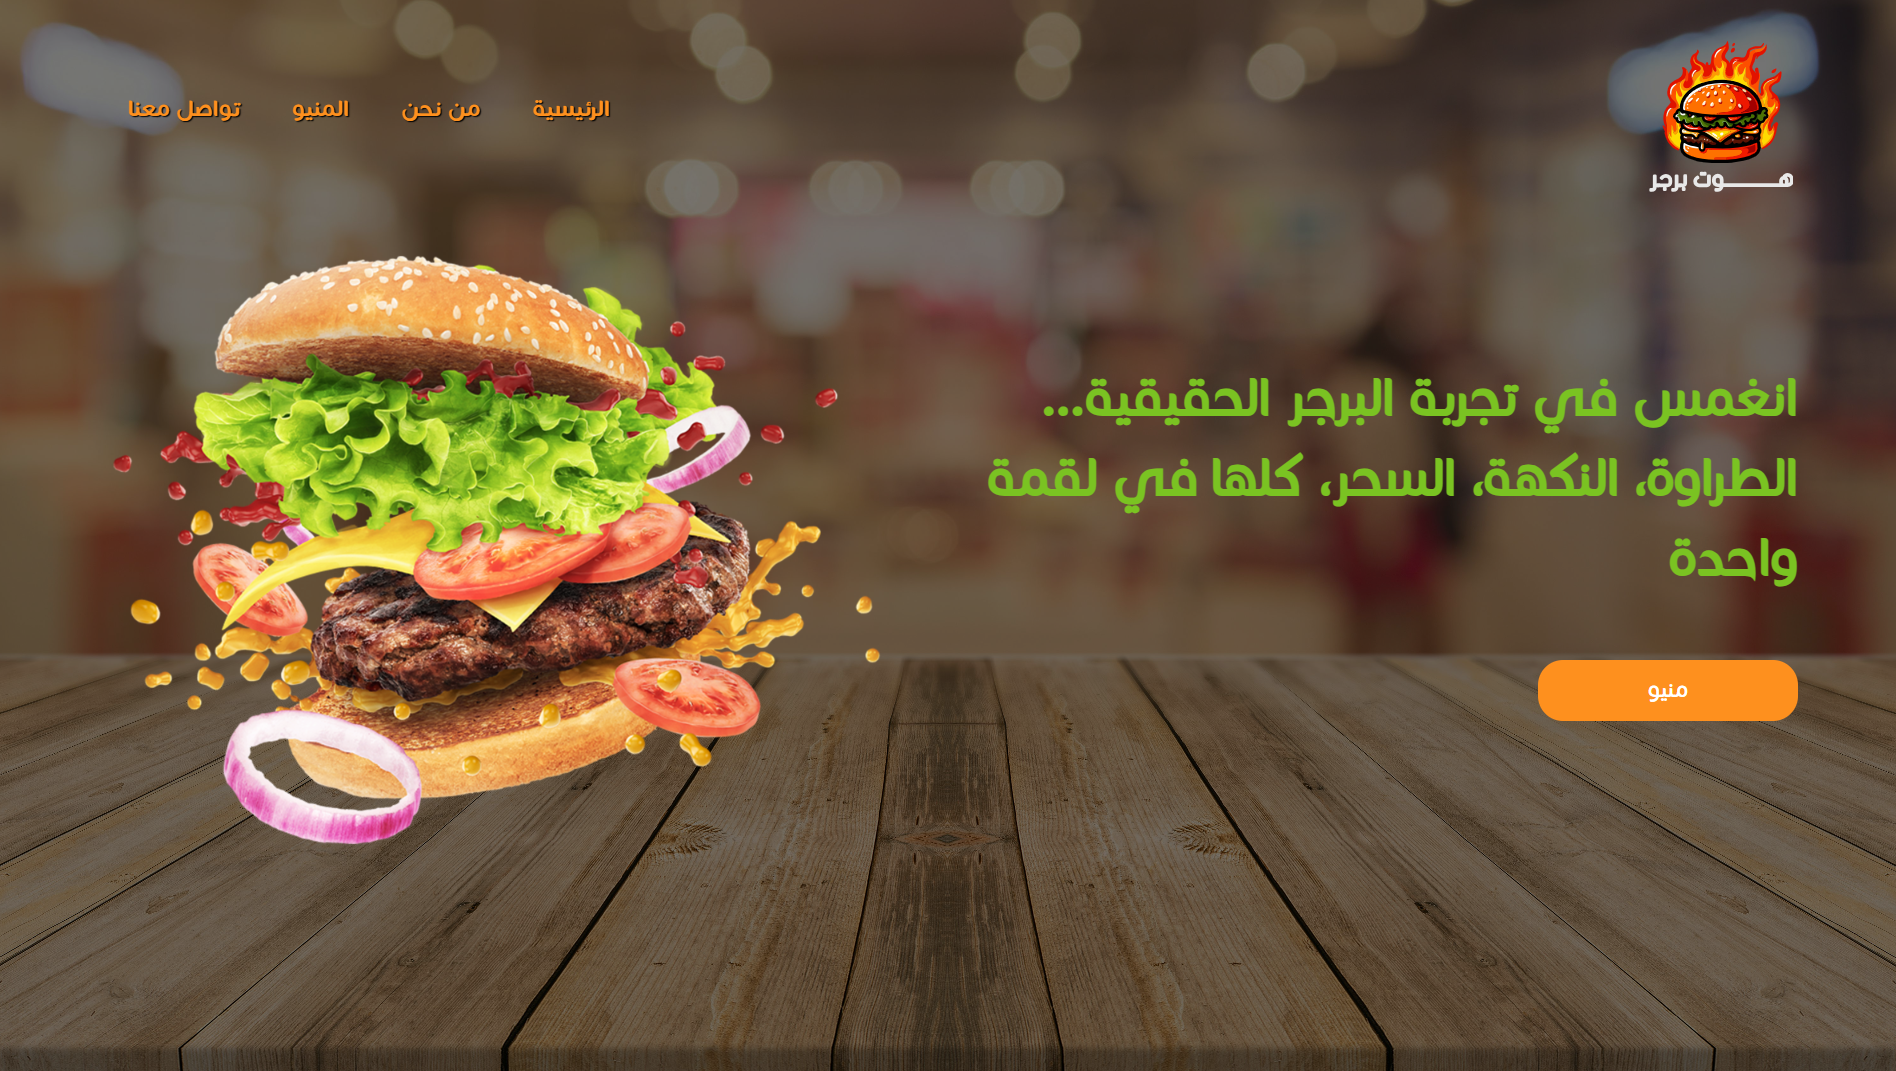 هـــوت برجر
الرئيسية
من نحن
المنيو
تواصل معنا
انغمس في تجربة البرجر الحقيقية...
الطراوة، النكهة، السحر، كلها في لقمة
واحدة
منيو